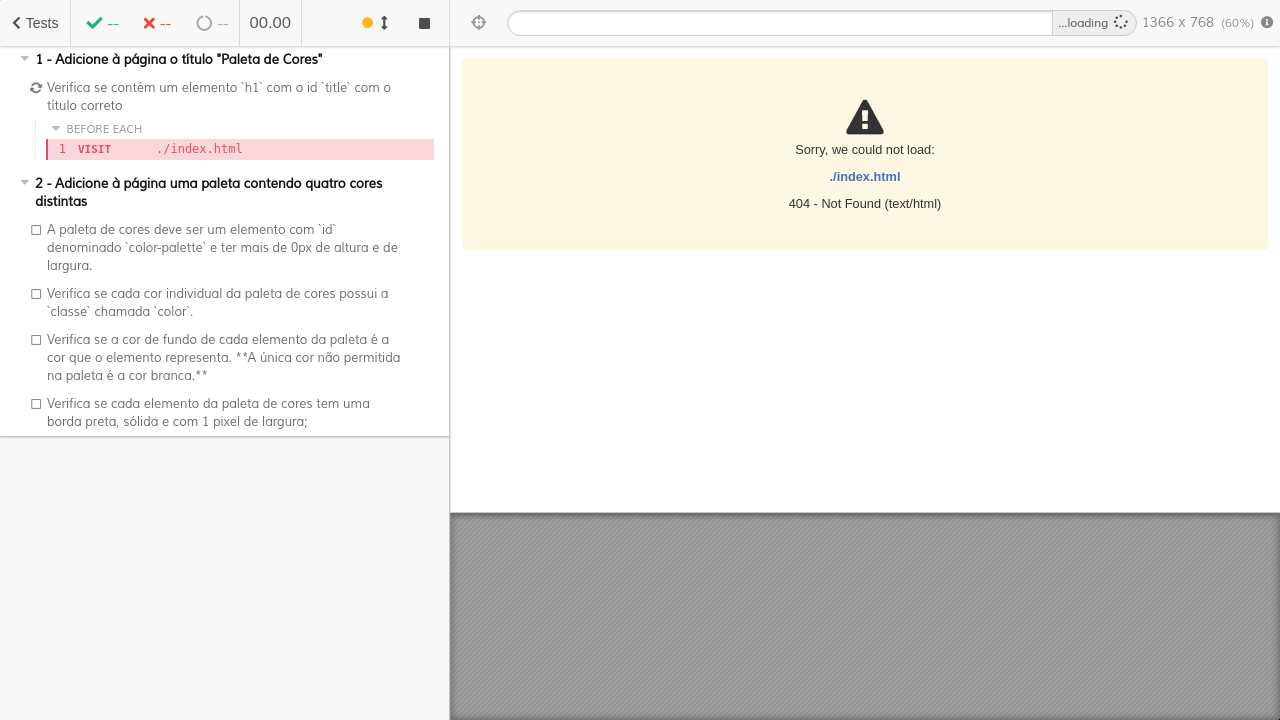 Tests -- -- -- 00.00 ...loading 1366 x 768 (60%)
1 - Adicione à página o título "Paleta de Cores"
Verifica se contém um elemento `h1` com o id `title` com o
título correto
BEFORE EACH
1 VISIT ./index.html
2 - Adicione à página uma paleta contendo quatro cores
distintas
A paleta de cores deve ser um elemento com `id`
denominado `color-palette` e ter mais de 0px de altura e de
largura.
Verifica se cada cor individual da paleta de cores possui a
`classe` chamada `color`.
Verifica se a cor de fundo de cada elemento da paleta é a
cor que o elemento representa. **A única cor não permitida
na paleta é a cor branca.**
Verifica se cada elemento da paleta de cores tem uma
borda preta, sólida e com 1 pixel de largura;
Sorry, we could not load:
./index.html
404 - Not Found (text/html)